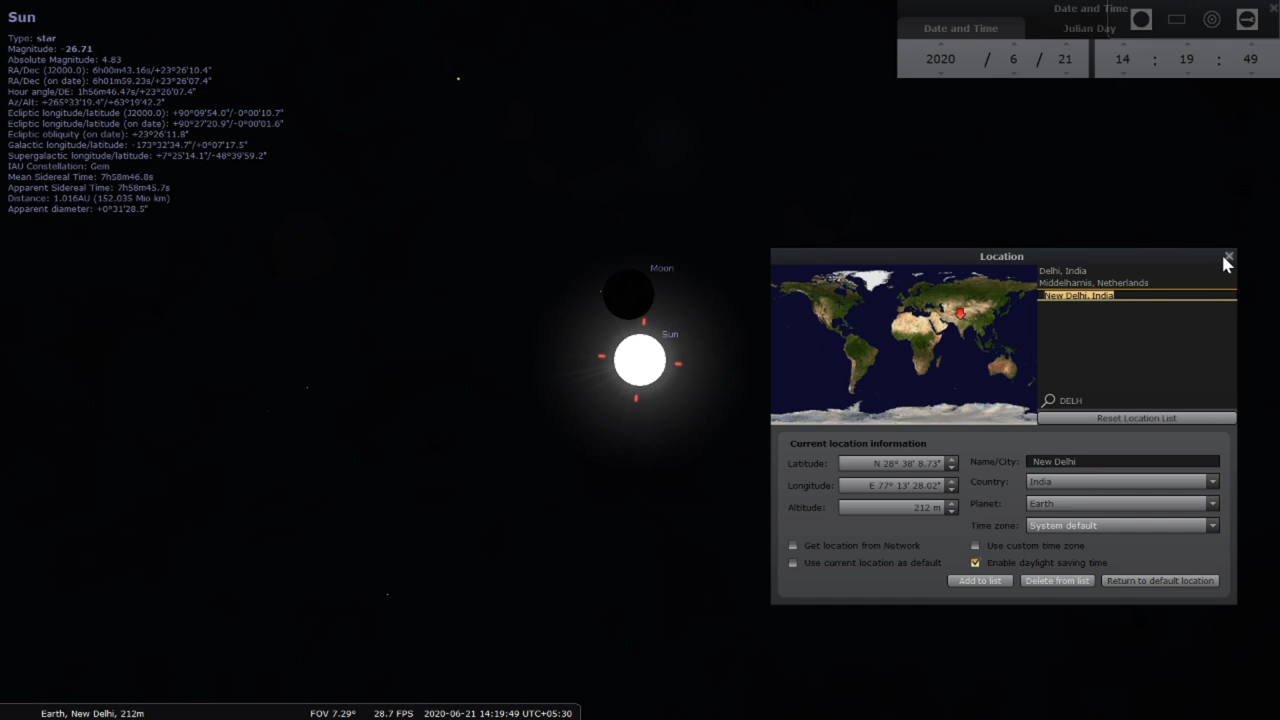 Sun
Type: star
Magnitude: -26.71
Absolute Magnitude: 4.83
RA/Dec (J2000.0): 6h00m43.16s/+23°26'10.4"
RA/Dec (on date): 6h01m59.23s/+23°26'07.4"
Hour angle/DE: 1h56m46.47s/+23°26'07.4"
Az/Alt: +265°33'19.4"/+63°19'42.2"
Ecliptic longitude/latitude (J2000.0): +90°09'54.0"/-0°00'10.7"
Ecliptic longitude/latitude (on date): +90°27'20.9"/-0°00'01.6"
Ecliptic obliquity (on date): +23°26'11.8"
Galactic longitude/latitude: -173°32'34.7"/+0°07'17.5"
Supergalactic longitude/latitude: +7°25'14.1"/-48°39'59.2"
IAU Constellation: Gem
Mean Sidereal Time: 7h58m46.8s
Apparent Sidereal Time: 7h58m45.7s
Distance: 1.016AU (152.035 Mio km)
Apparent diameter: +0°31'28.5"
Date and Time
Date and Time Julian Day
2020 / 6 / 21 14 : 19 : 49
Moon
Sun
Location
Delhi, India
Middelharnis, Netherlands
New Delhi, India
DELH
Reset Location List
Current location information
Latitude: N 28° 38' 8.73" Name/City: New Delhi
Longitude: E 77° 13' 28.02" Country: India
Altitude: 212 m Planet: Earth
Time zone: System default
Get location from Network Use custom time zone
Use current location as default Enable daylight saving time
Add to list Delete from list Return to default location
Earth, New Delhi, 212m FOV 7.29° 28.7 FPS 2020-06-21 14:19:49 UTC+05:30